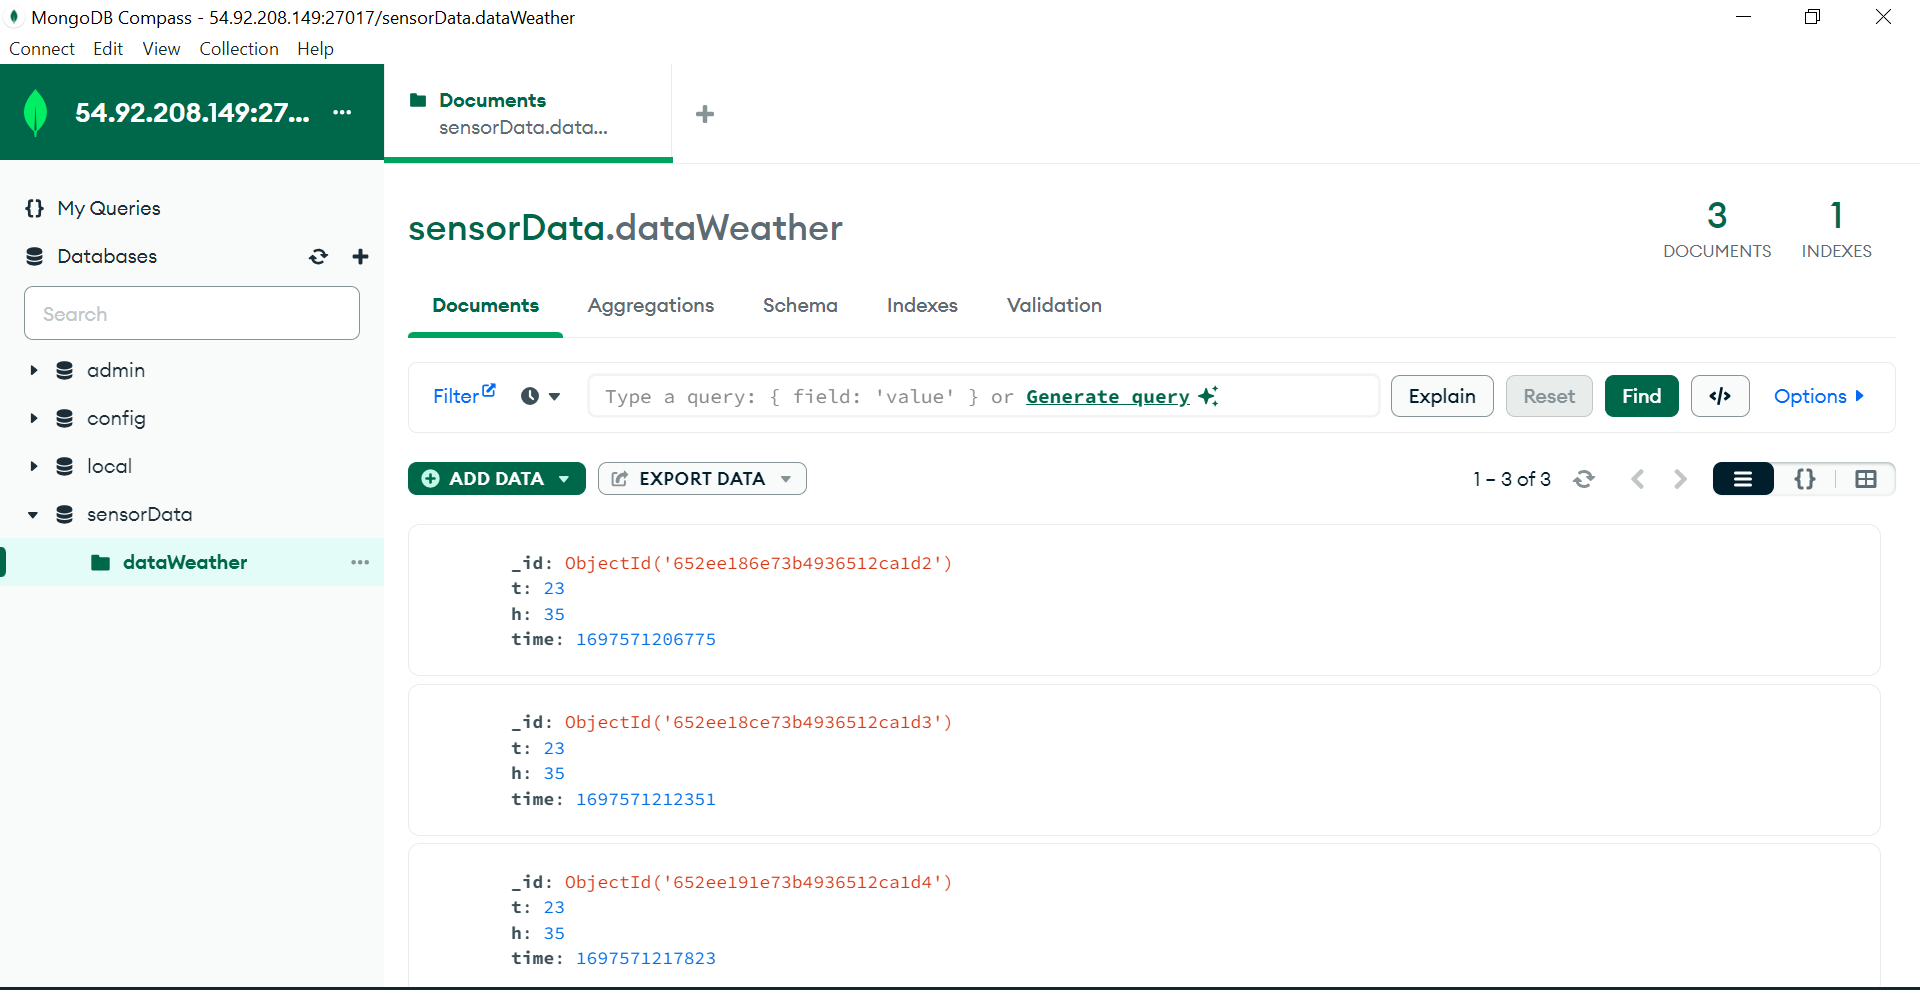 MongoDB Compass - 54.92.208.149:27017/sensorData.dataWeather
Connect Edit View Collection Help
54.92.208.149:27...
Documents
sensorData.data...
My Queries
Databases
Search
admin
config
local
sensorData
dataWeather
sensorData.dataWeather
3
DOCUMENTS
1
INDEXES
Documents Aggregations Schema Indexes Validation
Filter
Type a query: { field: 'value' } or Generate query
Explain
Reset
Find
</>
Options
ADD DATA
EXPORT DATA
1 – 3 of 3
{}
_id: ObjectId('652ee186e73b4936512ca1d2')
t: 23
h: 35
time: 1697571206775
_id: ObjectId('652ee18ce73b4936512ca1d3')
t: 23
h: 35
time: 1697571212351
_id: ObjectId('652ee191e73b4936512ca1d4')
t: 23
h: 35
time: 1697571217823